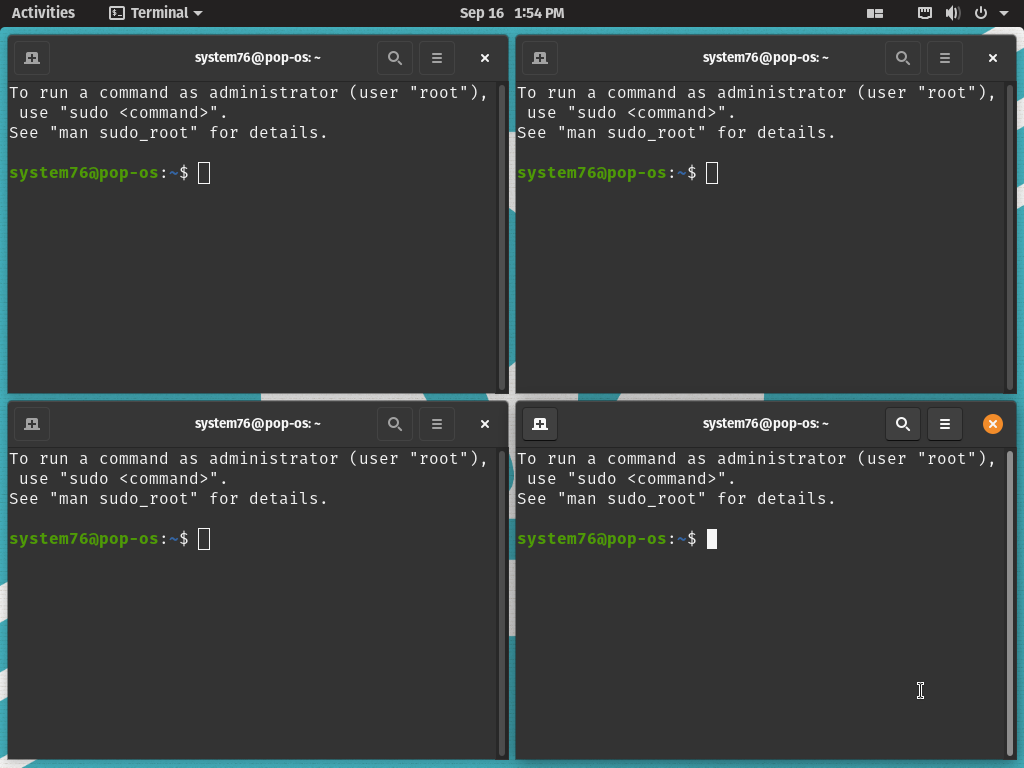 Activities Terminal Sep 16 1:54 PM
system76@pop-os: ~
To run a command as administrator (user "root"),
use "sudo <command>".
See "man sudo_root" for details.
system76@pop-os:~$
system76@pop-os: ~
To run a command as administrator (user "root"),
use "sudo <command>".
See "man sudo_root" for details.
system76@pop-os:~$
system76@pop-os: ~
To run a command as administrator (user "root"),
use "sudo <command>".
See "man sudo_root" for details.
system76@pop-os:~$
system76@pop-os: ~
To run a command as administrator (user "root"),
use "sudo <command>".
See "man sudo_root" for details.
system76@pop-os:~$